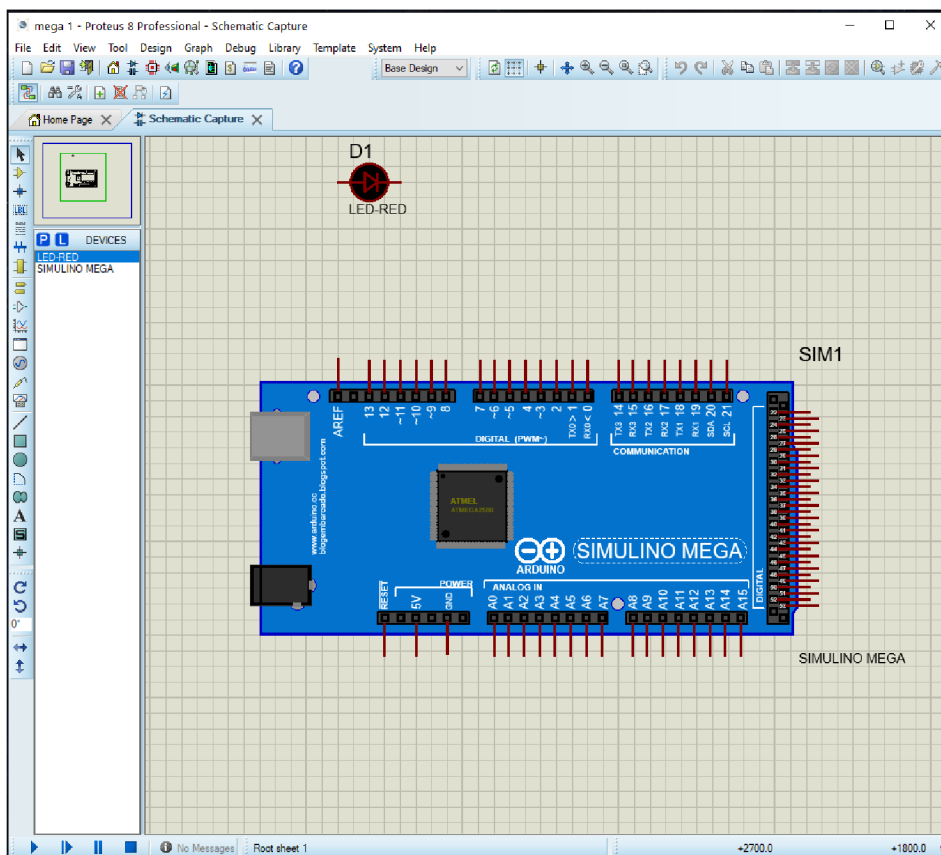 mega 1 - Proteus 8 Professional - Schematic Capture
File Edit View Tool Design Graph Debug Library Template System Help
Base Design
Home Page Schematic Capture
P L DEVICES
LED-RED
SIMULINO MEGA
D1
LED-RED
SIM1
AREF 13 12 ~11 ~10 ~9 8 7 ~6 ~5 4 ~3 2 TX0 > 1 RX0 < 0 TX3 14 RX3 15 TX2 16 RX2 17 TX1 18 RX1 19 SDA 20 SCL 21
DIGITAL (PWM~)
COMMUNICATION
www.arduino.cc
blogembarcado.blogspot.com
ATMEL
ATMEGA2560
ARDUINO
SIMULINO MEGA
DIGITAL
POWER
ANALOG IN
RESET 5V GND A0 A1 A2 A3 A4 A5 A6 A7 A8 A9 A10 A11 A12 A13 A14 A15
SIMULINO MEGA
0°
No Messages Root sheet 1 +2700.0 +1800.0